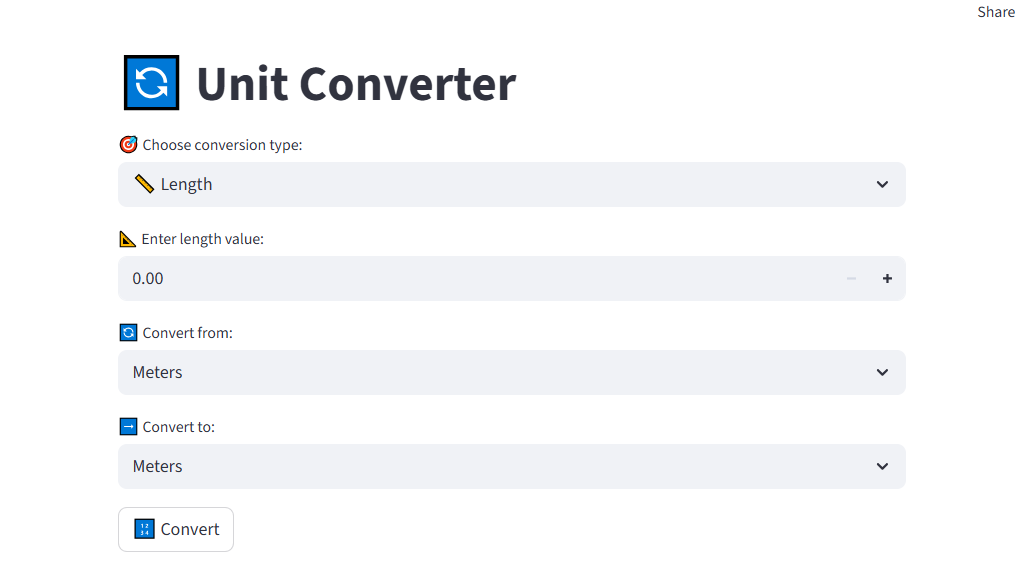 Share
Unit Converter
Choose conversion type:
Length
Enter length value:
0.00
Convert from:
Meters
Convert to:
Meters
Convert